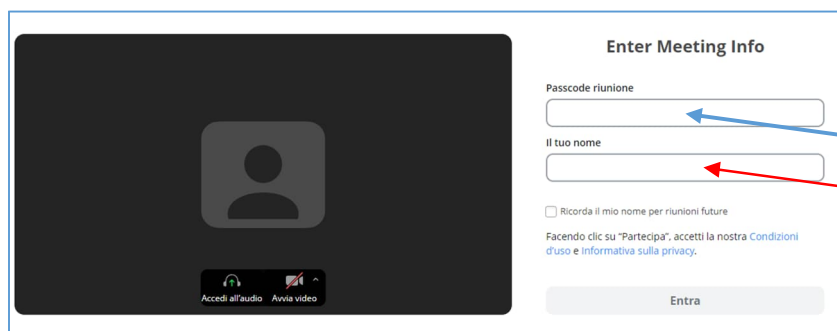 Enter Meeting Info
Passcode riunione
Il tuo nome
Ricorda il mio nome per riunioni future
Facendo clic su "Partecipa", accetti la nostra Condizioni
d'uso e Informativa sulla privacy.
Accedi all'audio Avvia video
Entra